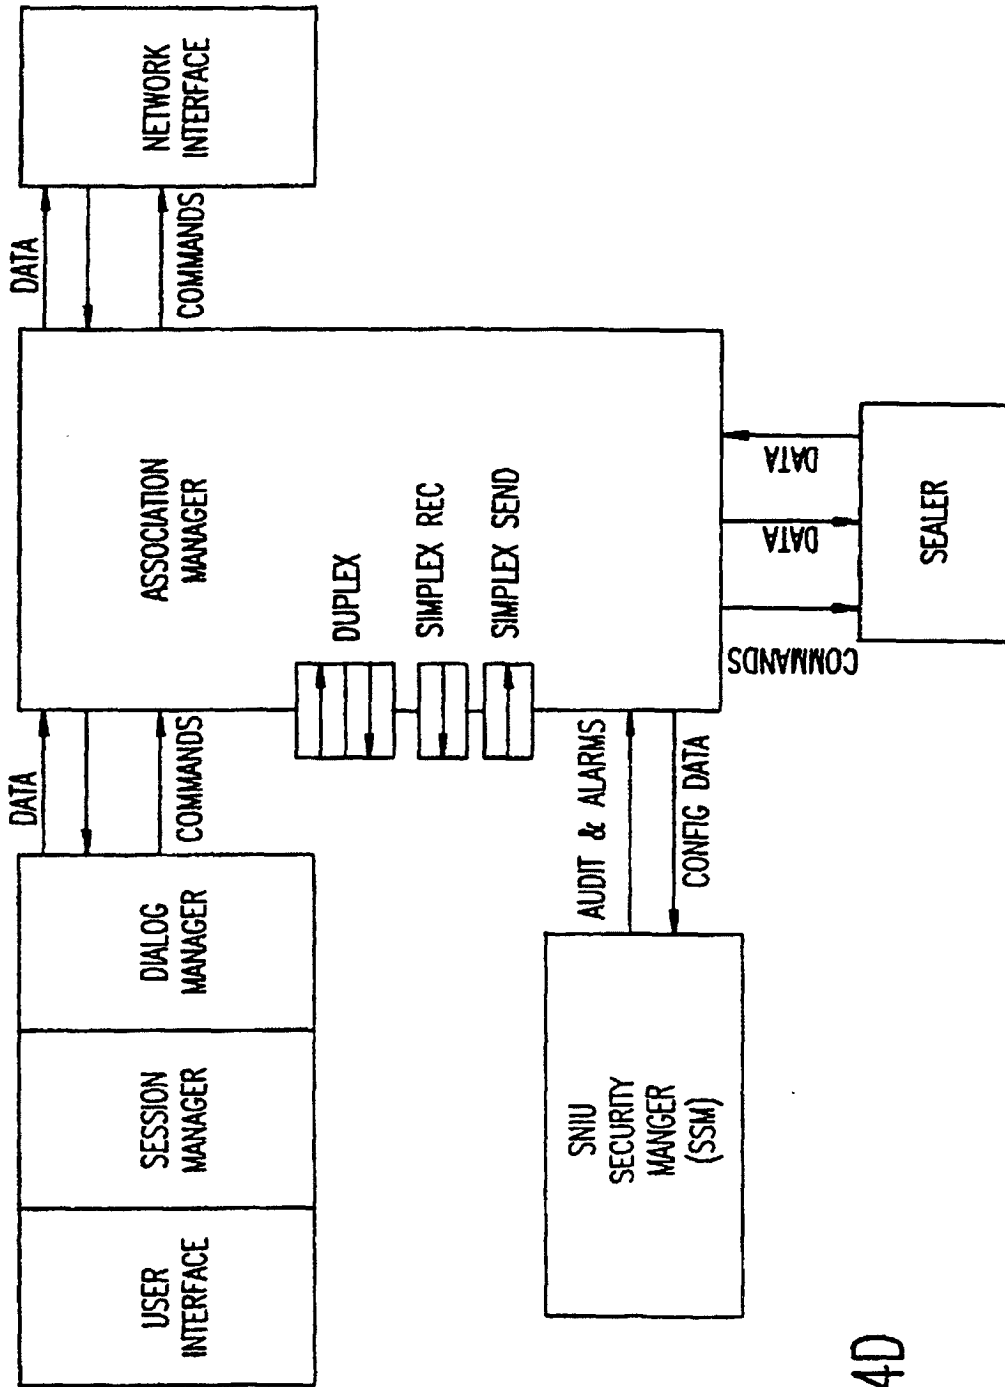 USER
INTERFACE
SESSION
MANAGER
DIALOG
MANAGER
DATA
COMMANDS
ASSOCIATION
MANAGER
DATA
COMMANDS
NETWORK
INTERFACE
DUPLEX
SIMPLEX REC
SIMPLEX SEND
SNIU
SECURITY
MANGER
(SSM)
AUDIT & ALARMS
CONFIG DATA
COMMANDS
DATA
DATA
SEALER
4D